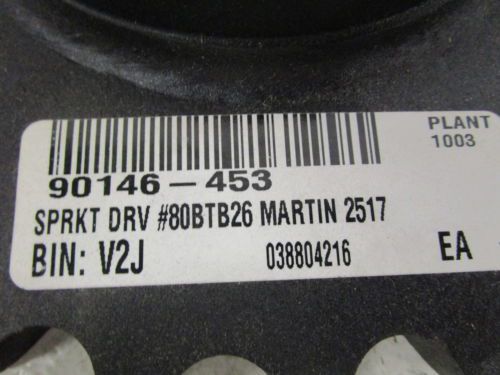 PLANT
1003
90146-453
SPRKT DRV #80BTB26 MARTIN 2517
BIN: V2J 038804216 EA